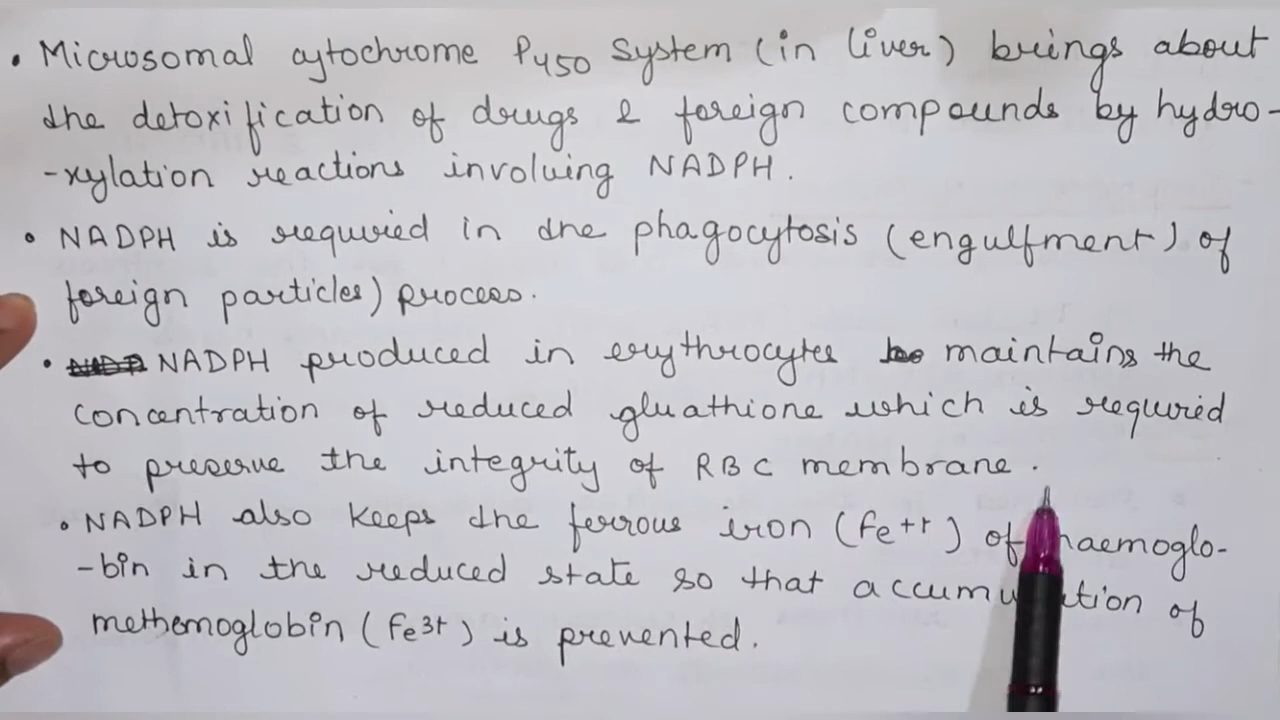 • Microsomal cytochrome P450 System (in liver) brings about
the detoxification of drugs & foreign compounds by hydro-
-xylation reactions involving NADPH.
• NADPH is requried in the phagocytosis (engulfment) of
foreign particles) process.
• NADPH produced in erythrocytes maintains the
concentration of reduced gluathione which is requried
to preserve the integrity of RBC membrane.
• NADPH also keeps the ferrous iron (Fe++) of haemoglo-
-bin in the reduced state so that accumulation of
methemoglobin (Fe3+) is prevented.